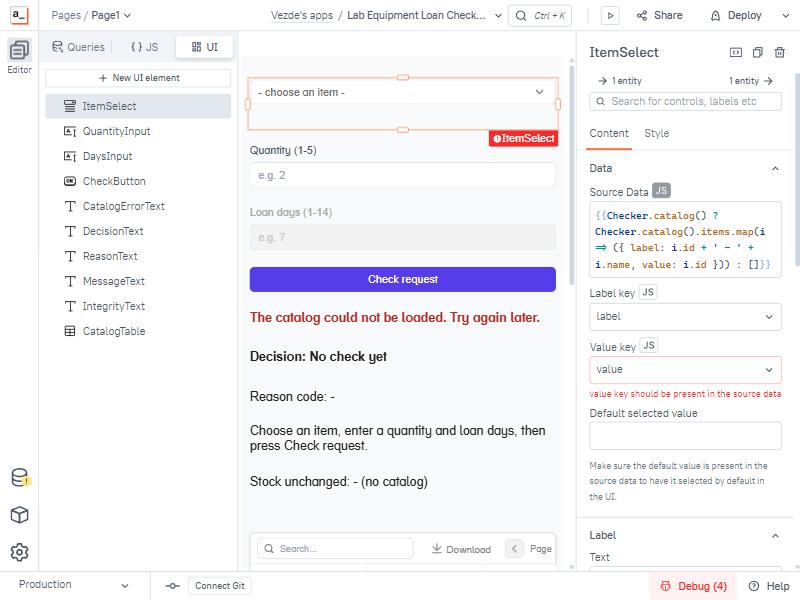 a_
Pages / Page1
Vezde's apps / Lab Equipment Loan Check...
Ctrl + K
Share
Deploy
Editor
Queries
{ } JS
UI
+ New UI element
ItemSelect
QuantityInput
DaysInput
CheckButton
CatalogErrorText
DecisionText
ReasonText
MessageText
IntegrityText
CatalogTable
- choose an item -
ItemSelect
Quantity (1-5)
e.g. 2
Loan days (1-14)
e.g. 7
Check request
The catalog could not be loaded. Try again later.
Decision: No check yet
Reason code: -
Choose an item, enter a quantity and loan days, then
press Check request.
Stock unchanged: - (no catalog)
Search...
Download
Page
ItemSelect
→ 1 entity
1 entity →
Search for controls, labels etc
Content
Style
Data
Source Data JS
{{Checker.catalog() ?
Checker.catalog().items.map(i
=> ({ label: i.id + ' - ' +
i.name, value: i.id })) : []}}
Label key JS
label
Value key JS
value
value key should be present in the source data
Default selected value
Make sure the default value is present in the
source data to have it selected by default in
the UI.
Label
Text
Production
Connect Git
Debug (4)
Help